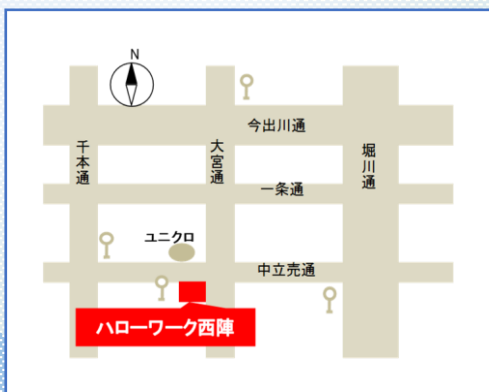 N
今出川通
千本通
大宮通
堀川通
一条通
ユニクロ
中立売通
ハローワーク西陣